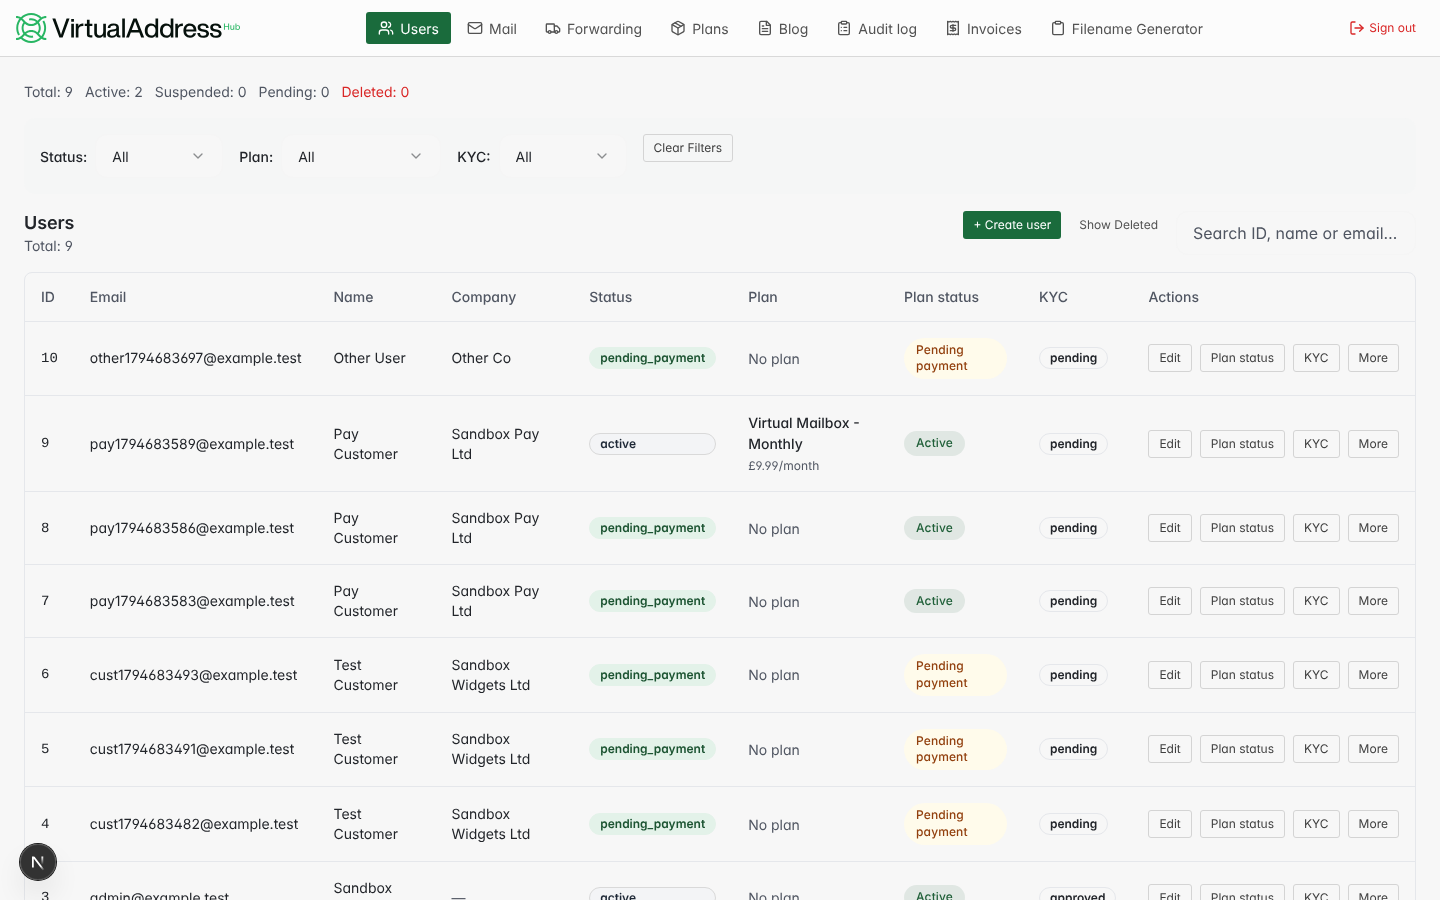 VirtualAddress Hub
Users Mail Forwarding Plans Blog Audit log Invoices Filename Generator Sign out
Total: 9 Active: 2 Suspended: 0 Pending: 0 Deleted: 0
Status: All Plan: All KYC: All Clear Filters
Users
Total: 9
+ Create user Show Deleted Search ID, name or email...
ID Email Name Company Status Plan Plan status KYC Actions
10 other1794683697@example.test Other User Other Co pending_payment No plan Pending payment pending Edit Plan status KYC More
9 pay1794683589@example.test Pay Customer Sandbox Pay Ltd active Virtual Mailbox - Monthly £9.99/month Active pending Edit Plan status KYC More
8 pay1794683586@example.test Pay Customer Sandbox Pay Ltd pending_payment No plan Active pending Edit Plan status KYC More
7 pay1794683583@example.test Pay Customer Sandbox Pay Ltd pending_payment No plan Active pending Edit Plan status KYC More
6 cust1794683493@example.test Test Customer Sandbox Widgets Ltd pending_payment No plan Pending payment pending Edit Plan status KYC More
5 cust1794683491@example.test Test Customer Sandbox Widgets Ltd pending_payment No plan Pending payment pending Edit Plan status KYC More
4 cust1794683482@example.test Test Customer Sandbox Widgets Ltd pending_payment No plan Pending payment pending Edit Plan status KYC More
3 admin@example.test Sandbox — active No plan Active approved Edit Plan status KYC More
N